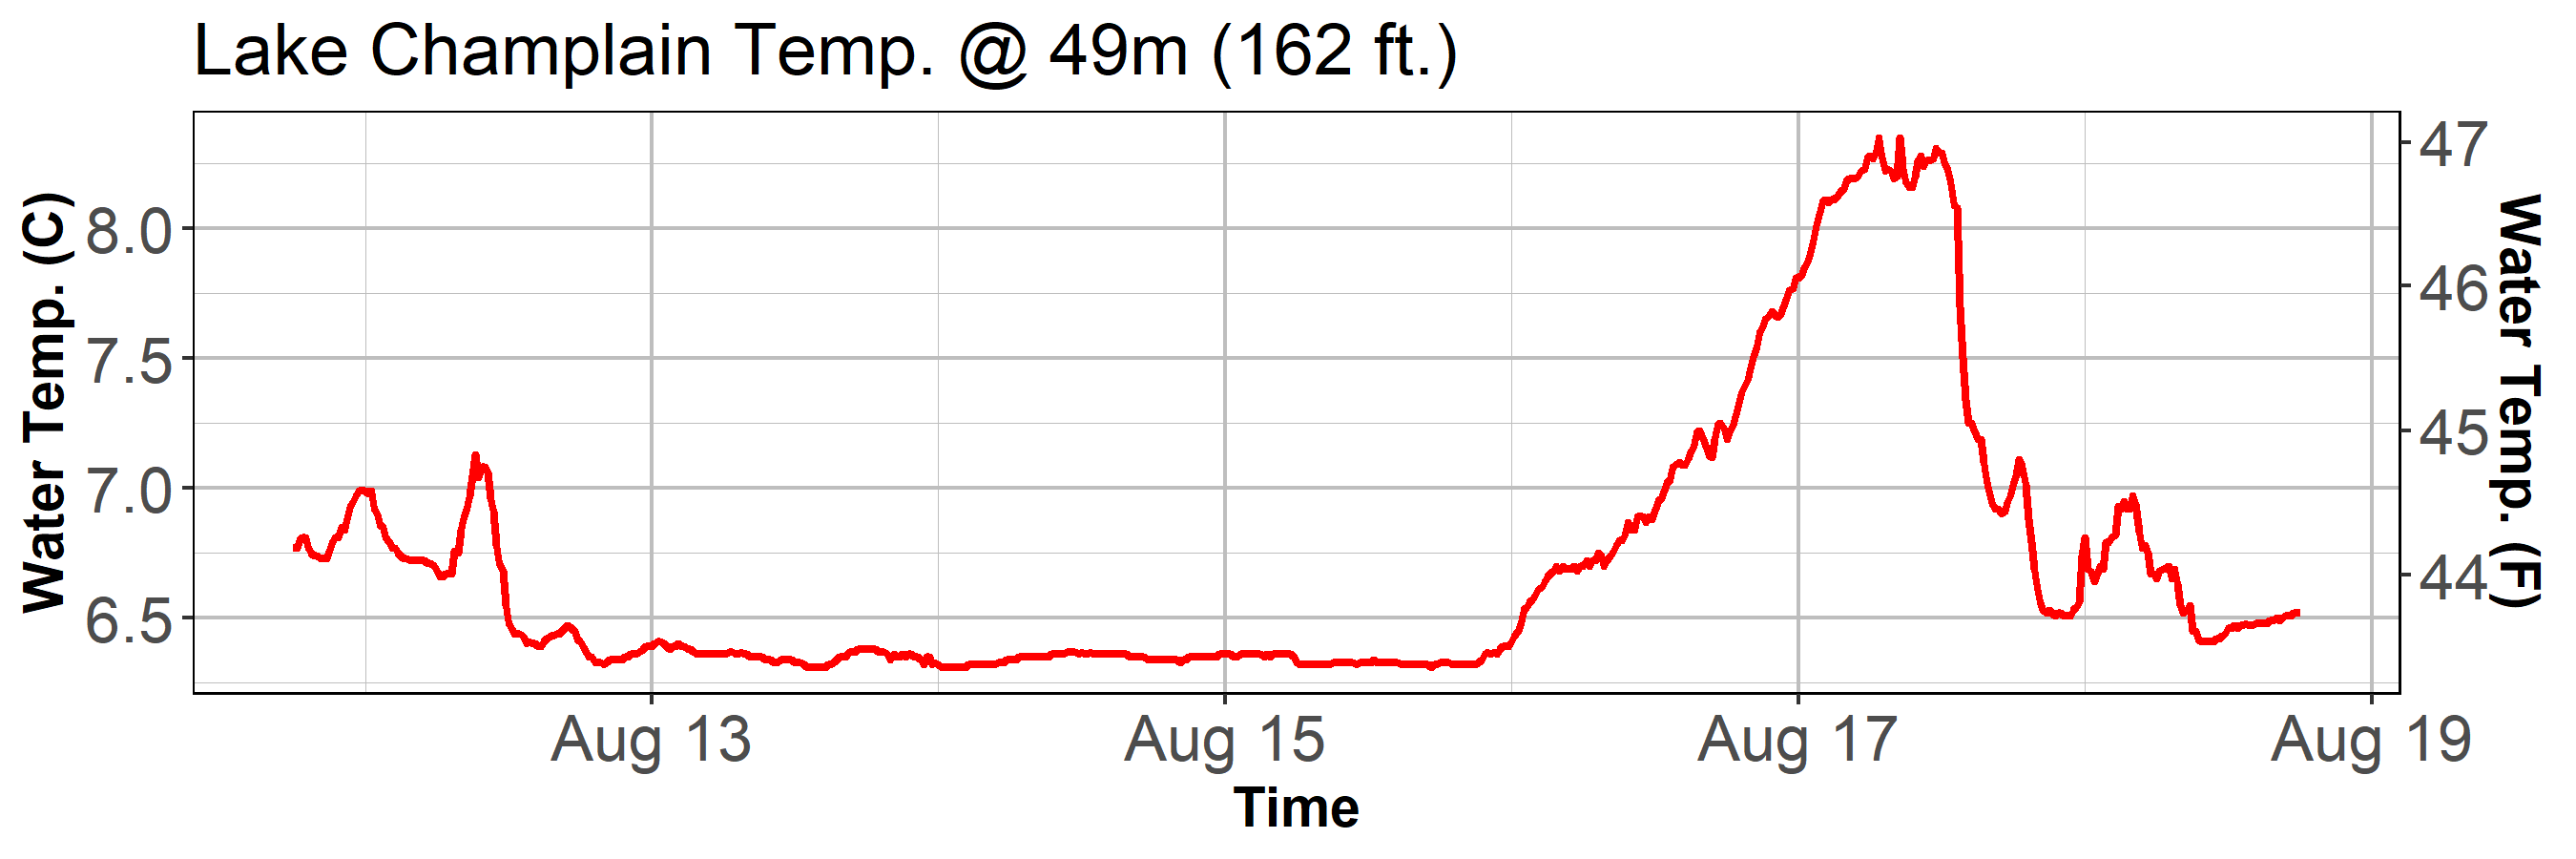 Lake Champlain Temp. @ 49m (162 ft.)
Water Temp. (C)
8.0
7.5
7.0
6.5
47
46
45
44
Water Temp. (F)
Aug 13 Aug 15 Aug 17 Aug 19
Time